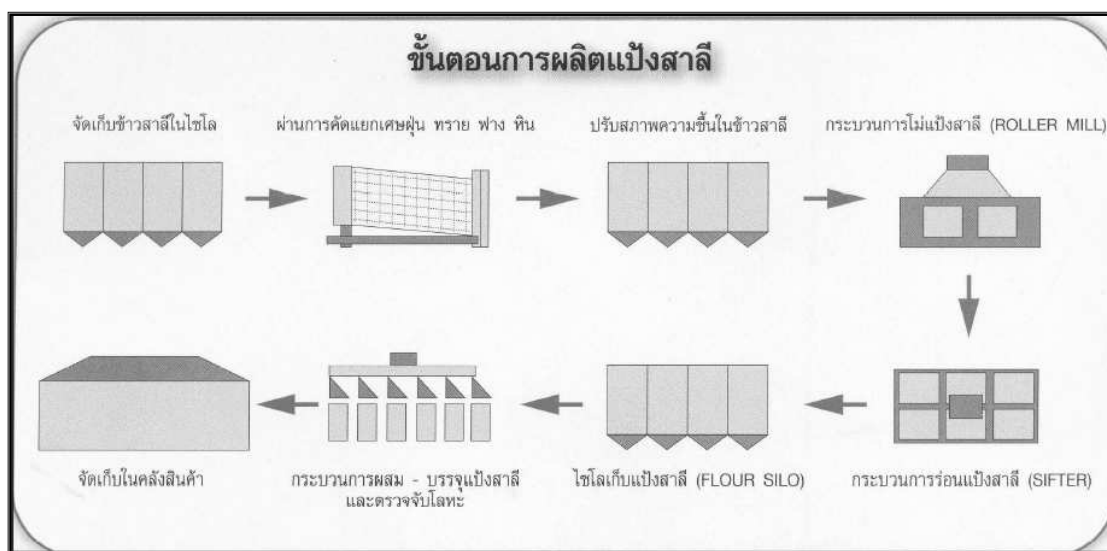 ขั้นตอนการผลิตแป้งสาลี
จัดเก็บข้าวสาลีในไซโล
ผ่านการคัดแยกเศษฝุ่น ทราย ฟาง หิน
ปรับสภาพความชื้นในข้าวสาลี
กระบวนการโม่แป้งสาลี (ROLLER MILL)
กระบวนการร่อนแป้งสาลี (SIFTER)
ไซโลเก็บแป้งสาลี (FLOUR SILO)
กระบวนการผสม - บรรจุแป้งสาลี
และตรวจจับโลหะ
จัดเก็บในคลังสินค้า